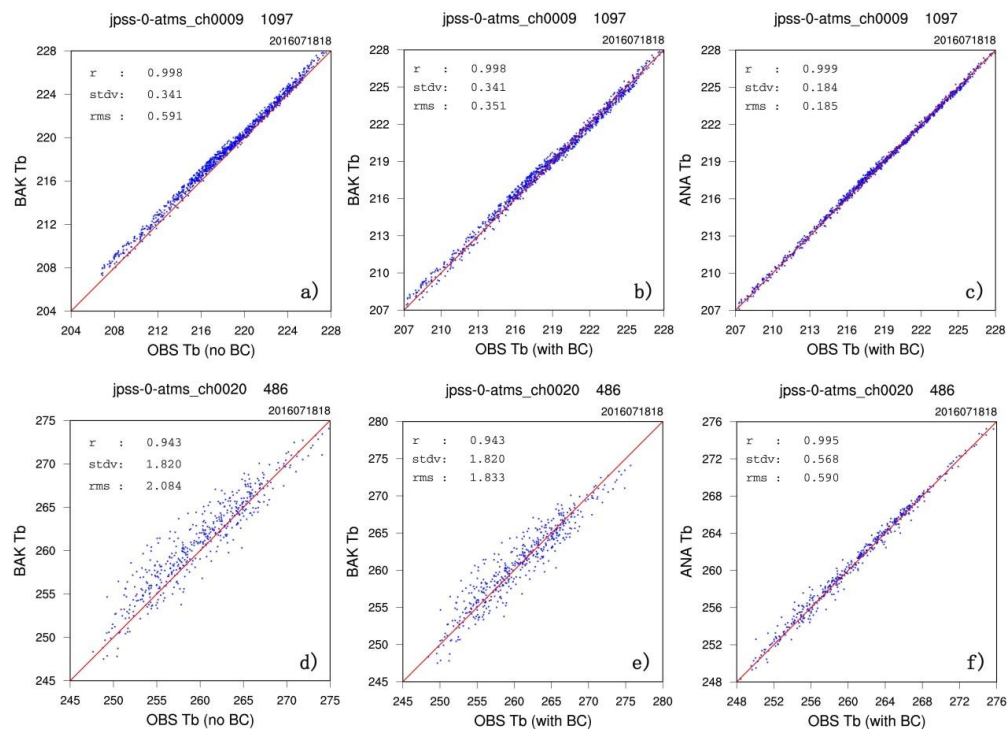 jpss-0-atms_ch0009 1097
2016071818
r : 0.998
stdv: 0.341
rms : 0.591
BAK Tb
228
224
220
216
212
208
204
204 208 212 216 220 224 228
OBS Tb (no BC)
a)
jpss-0-atms_ch0009 1097
2016071818
r : 0.998
stdv: 0.341
rms : 0.351
BAK Tb
228
225
222
219
216
213
210
207
207 210 213 216 219 222 225 228
OBS Tb (with BC)
b)
jpss-0-atms_ch0009 1097
2016071818
r : 0.999
stdv: 0.184
rms : 0.185
ANA Tb
228
225
222
219
216
213
210
207
207 210 213 216 219 222 225 228
OBS Tb (with BC)
c)
jpss-0-atms_ch0020 486
2016071818
r : 0.943
stdv: 1.820
rms : 2.084
BAK Tb
275
270
265
260
255
250
245
245 250 255 260 265 270 275
OBS Tb (no BC)
d)
jpss-0-atms_ch0020 486
2016071818
r : 0.943
stdv: 1.820
rms : 1.833
BAK Tb
280
275
270
265
260
255
250
245
245 250 255 260 265 270 275 280
OBS Tb (with BC)
e)
jpss-0-atms_ch0020 486
2016071818
r : 0.995
stdv: 0.568
rms : 0.590
ANA Tb
276
272
268
264
260
256
252
248
248 252 256 260 264 268 272 276
OBS Tb (with BC)
f)